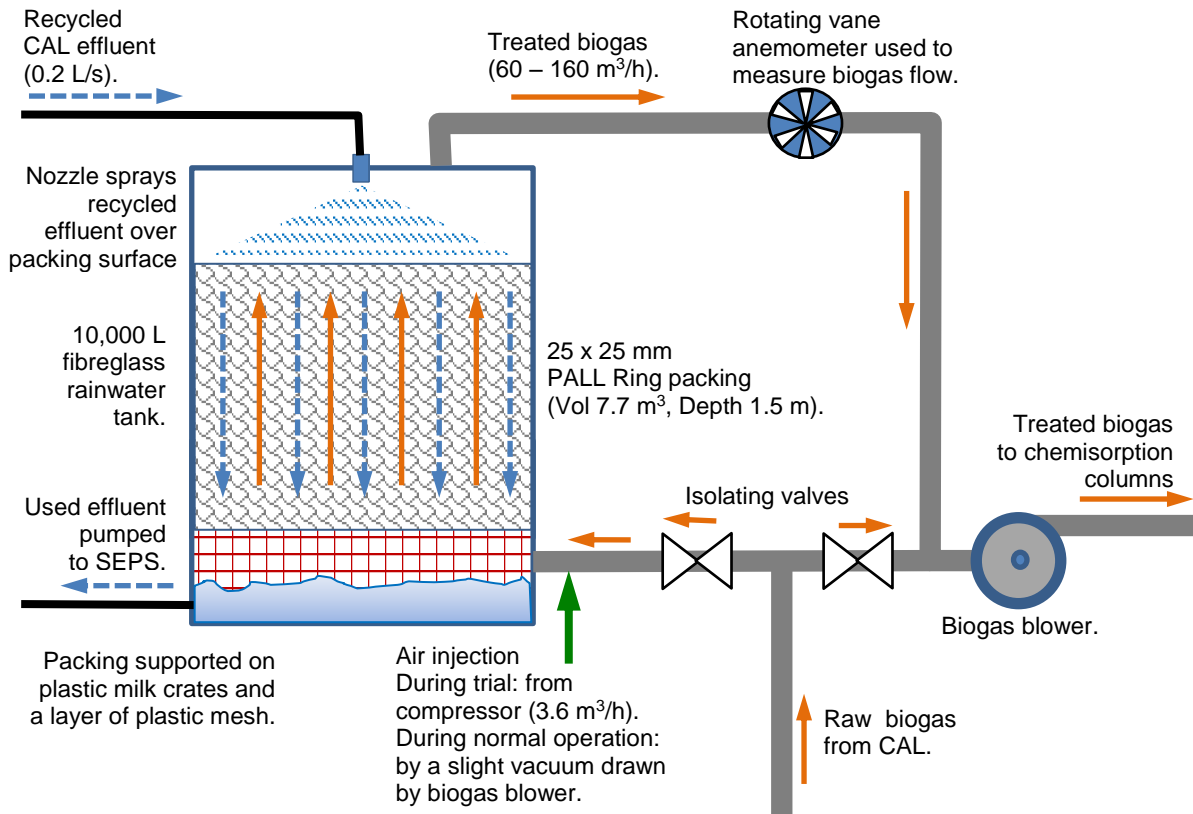 Recycled
CAL effluent
(0.2 L/s).
Treated biogas
(60 – 160 m³/h).
Rotating vane
anemometer used to
measure biogas flow.
Nozzle sprays
recycled
effluent over
packing surface
10,000 L
fibreglass
rainwater
tank.
25 x 25 mm
PALL Ring packing
(Vol 7.7 m³, Depth 1.5 m).
Treated biogas
to chemisorption
columns
Used effluent
pumped
to SEPS.
Isolating valves
Biogas blower.
Packing supported on
plastic milk crates and
a layer of plastic mesh.
Air injection
During trial: from
compressor (3.6 m³/h).
During normal operation:
by a slight vacuum drawn
by biogas blower.
Raw biogas
from CAL.